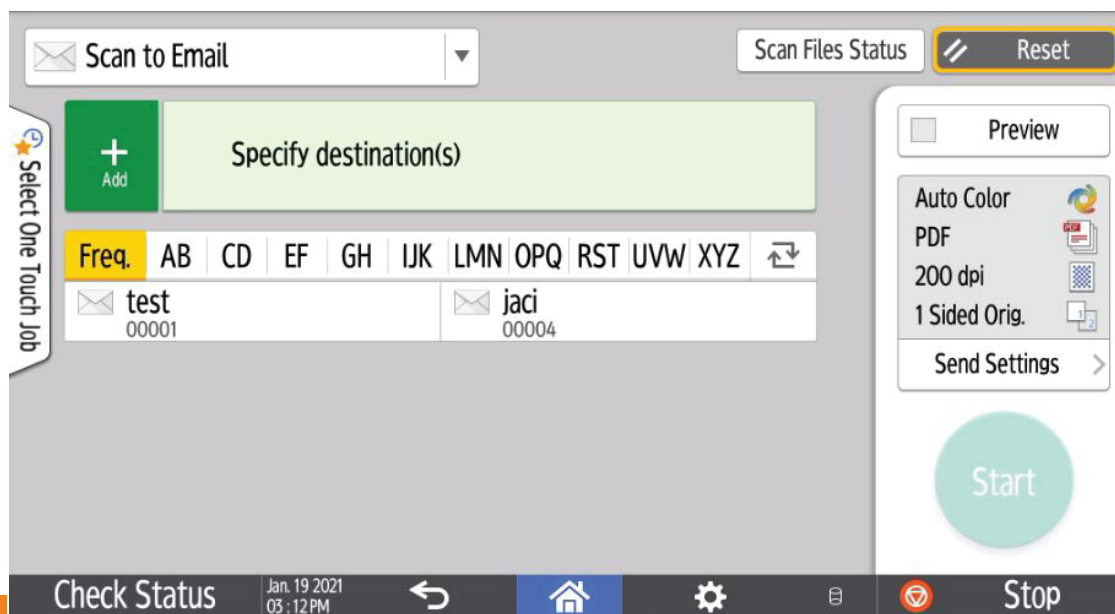 Scan to Email
Scan Files Status
Reset
Select One Touch Job
Add
Specify destination(s)
Preview
Auto Color
PDF
200 dpi
1 Sided Orig.
Send Settings
Freq. AB CD EF GH IJK LMN OPQ RST UVW XYZ
test
00001
jaci
00004
Start
Check Status
Jan. 19 2021
03 : 12 PM
Stop